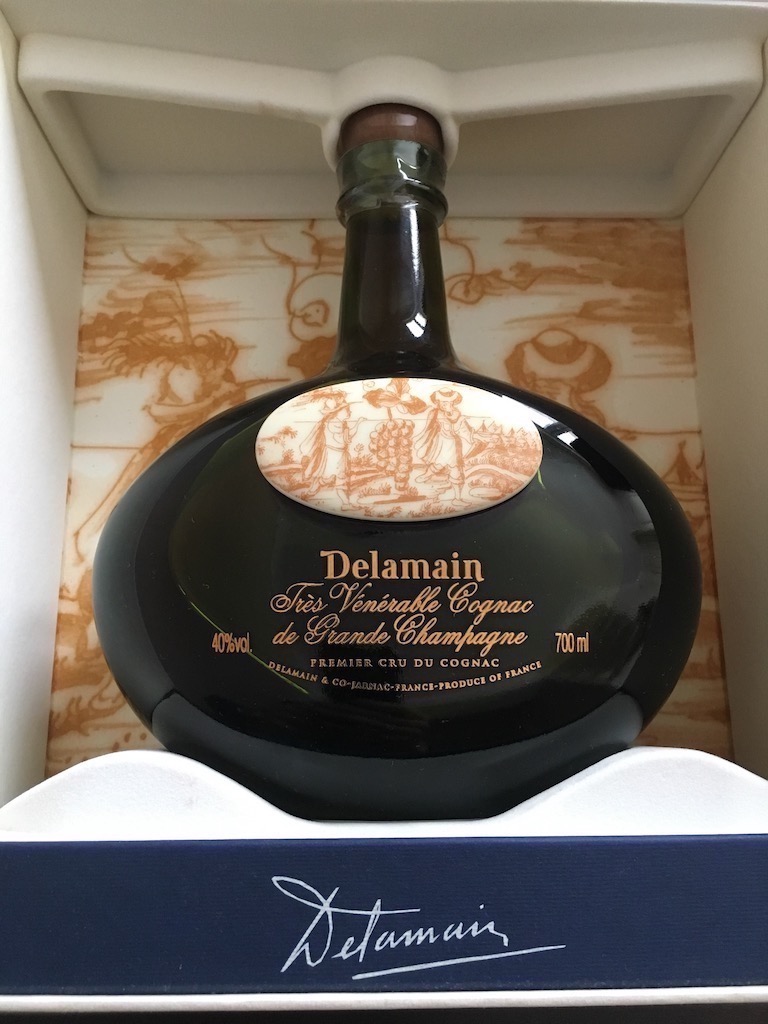 Delamain
Très Vénérable Cognac
de Grande Champagne
40%vol.
700 ml
PREMIER CRU DU COGNAC
DELAMAIN & CO-JARNAC-FRANCE-PRODUCE OF FRANCE
Delamain